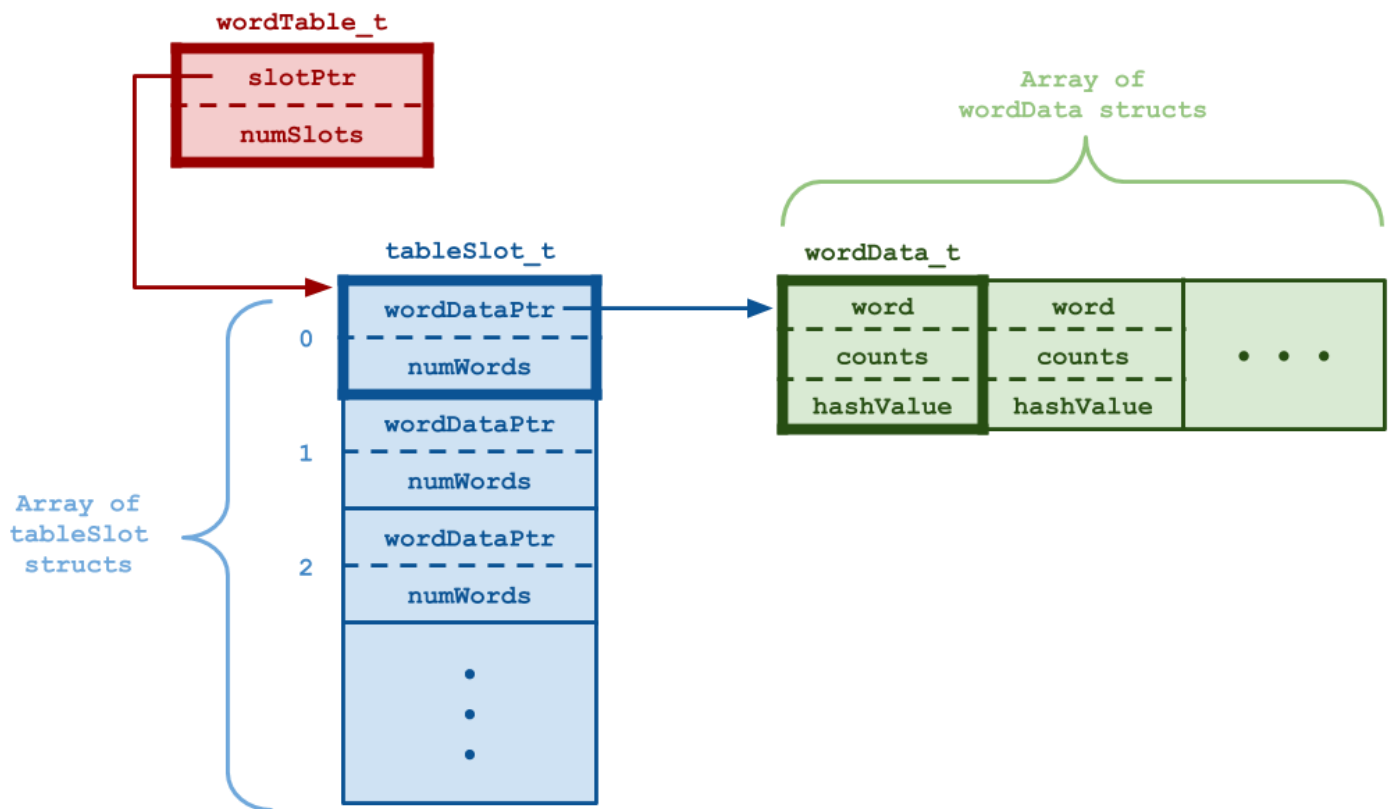 wordTable_t
slotPtr
numSlots
Array of
wordData structs
tableSlot_t
wordData_t
0
wordDataPtr
numWords
word
counts
hashValue
word
counts
hashValue
• • •
1
wordDataPtr
numWords
Array of
tableSlot
structs
2
wordDataPtr
numWords